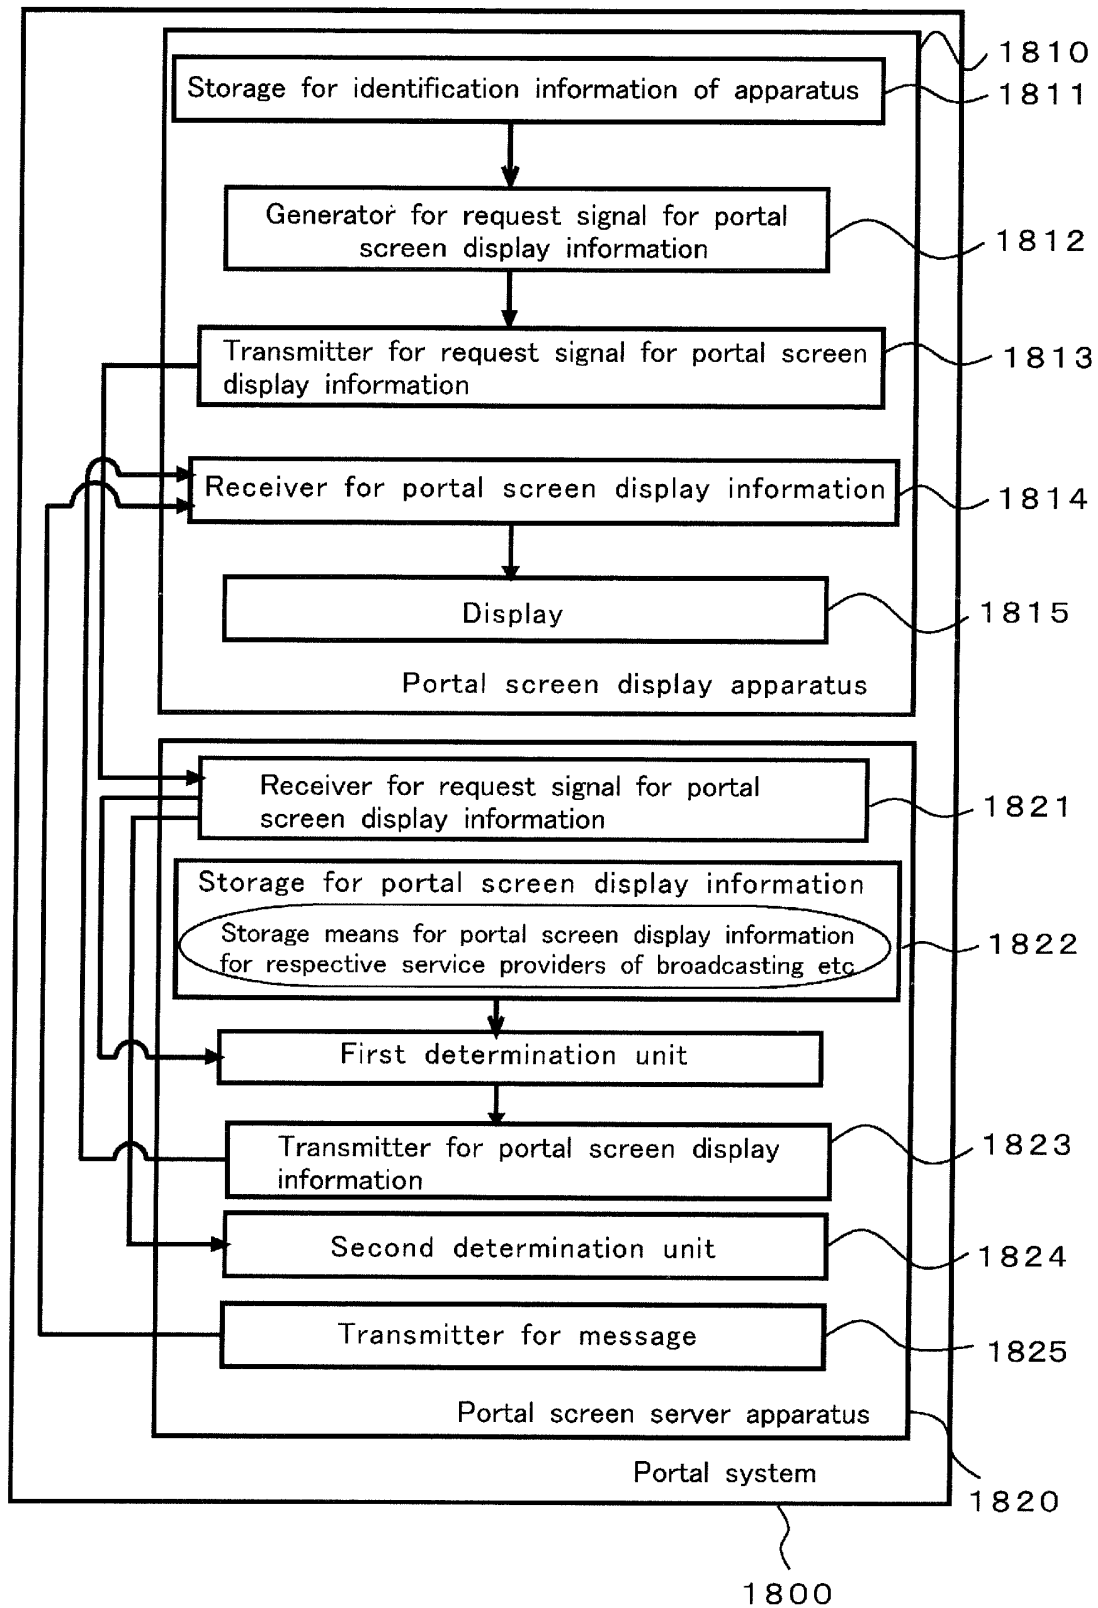 1810
Storage for identification information of apparatus
1811
Generator for request signal for portal
screen display information
1812
Transmitter for request signal for portal screen
display information
1813
Receiver for portal screen display information
1814
Display
1815
Portal screen display apparatus
Receiver for request signal for portal
screen display information
1821
Storage for portal screen display information
Storage means for portal screen display information
for respective service providers of broadcasting etc
1822
First determination unit
Transmitter for portal screen display
information
1823
Second determination unit
1824
Transmitter for message
1825
Portal screen server apparatus
Portal system
1820
1800